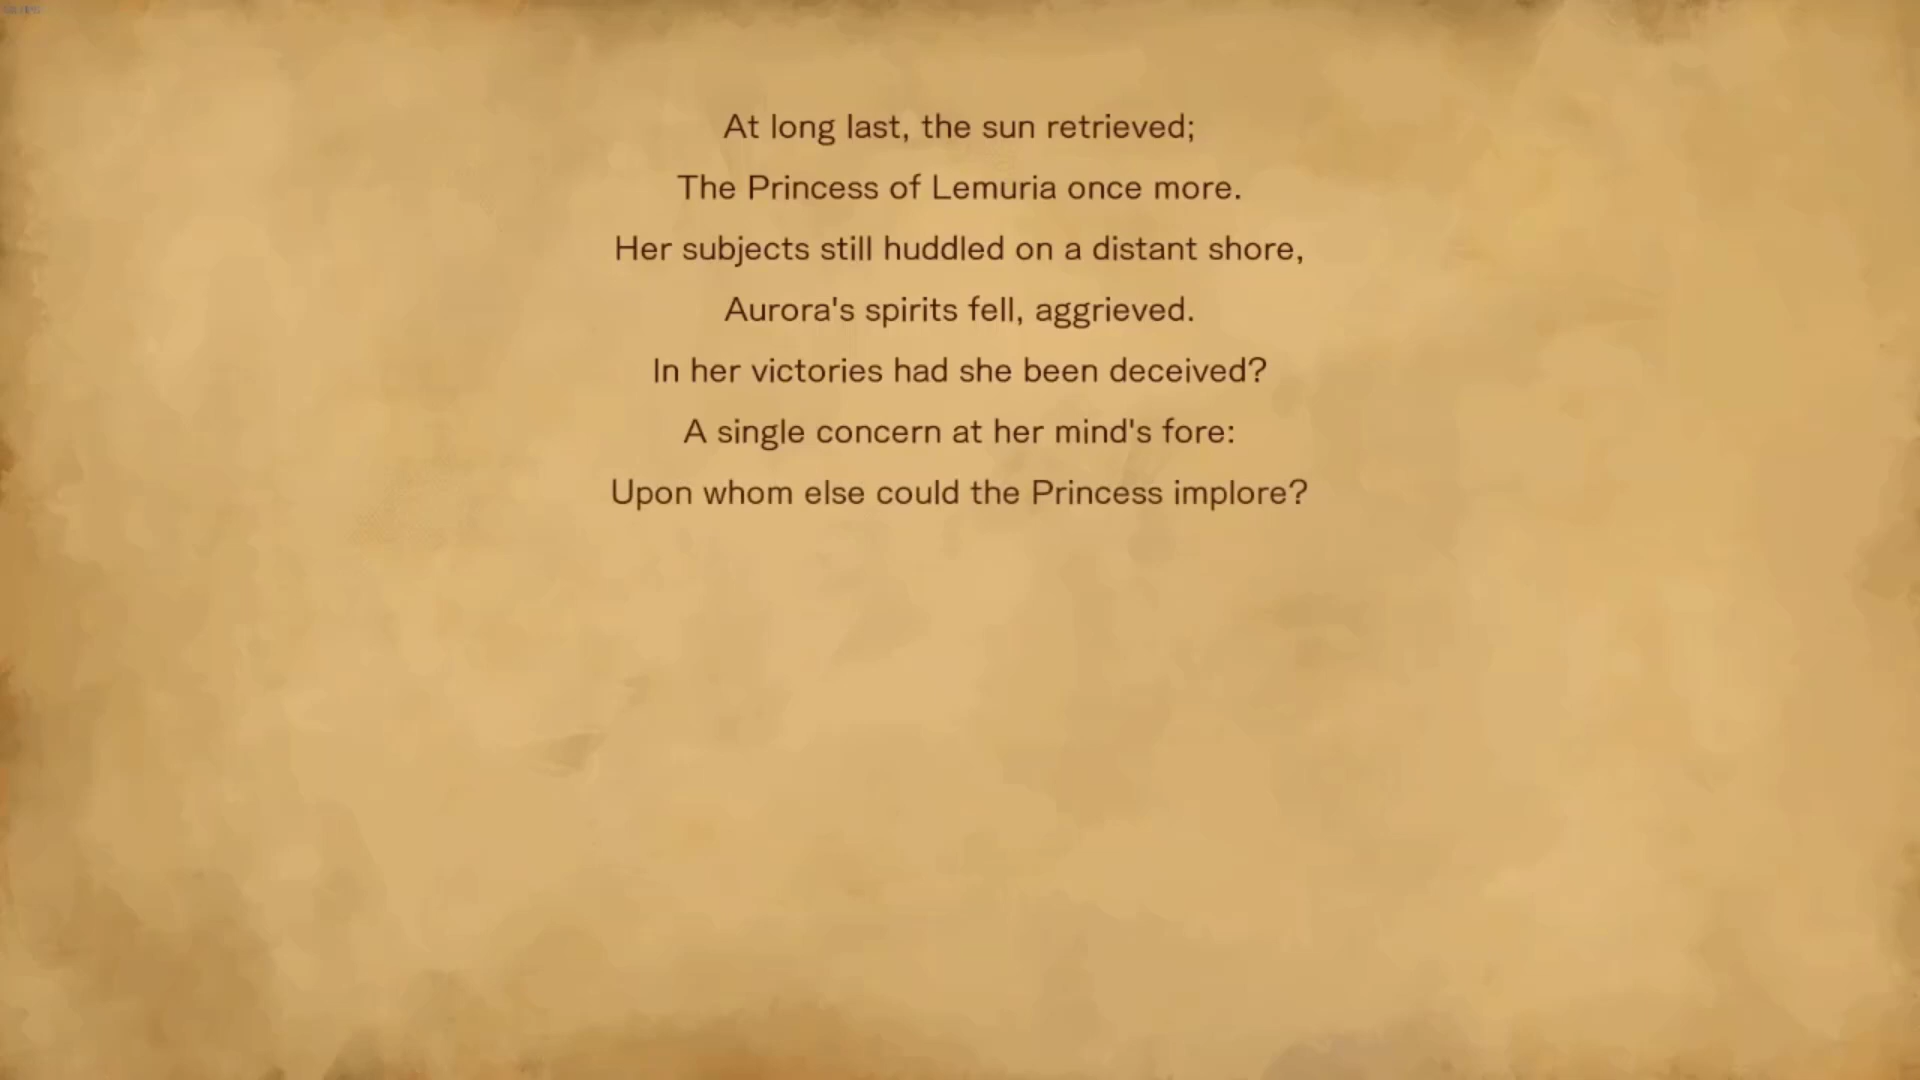 At long last, the sun retrieved;
The Princess of Lemuria once more.
Her subjects still huddled on a distant shore,
Aurora's spirits fell, aggrieved.
In her victories had she been deceived?
A single concern at her mind's fore:
Upon whom else could the Princess implore?